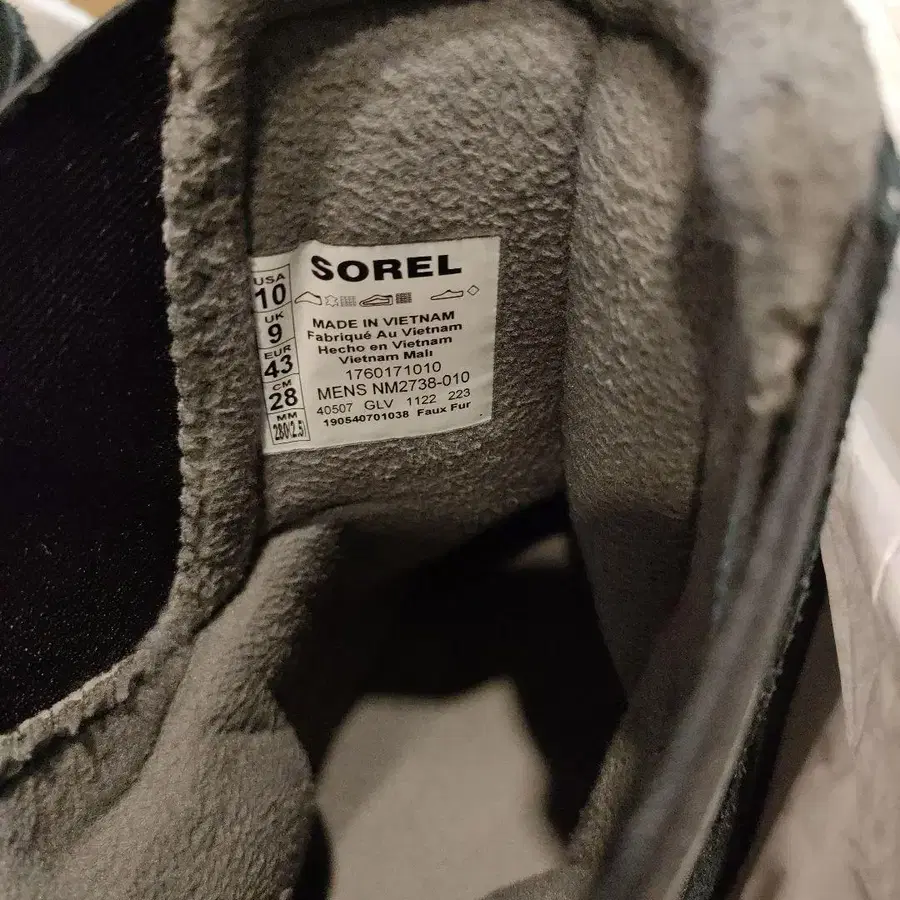 USA
10
UK
9
EUR
43
CM
28
MM
280(2.5)
SOREL
MADE IN VIETNAM
Fabriqué Au Vietnam
Hecho en Vietnam
Vietnam Malı
1760171010
MENS NM2738-010
40507 GLV 1122 223
190540701038 Faux Fur